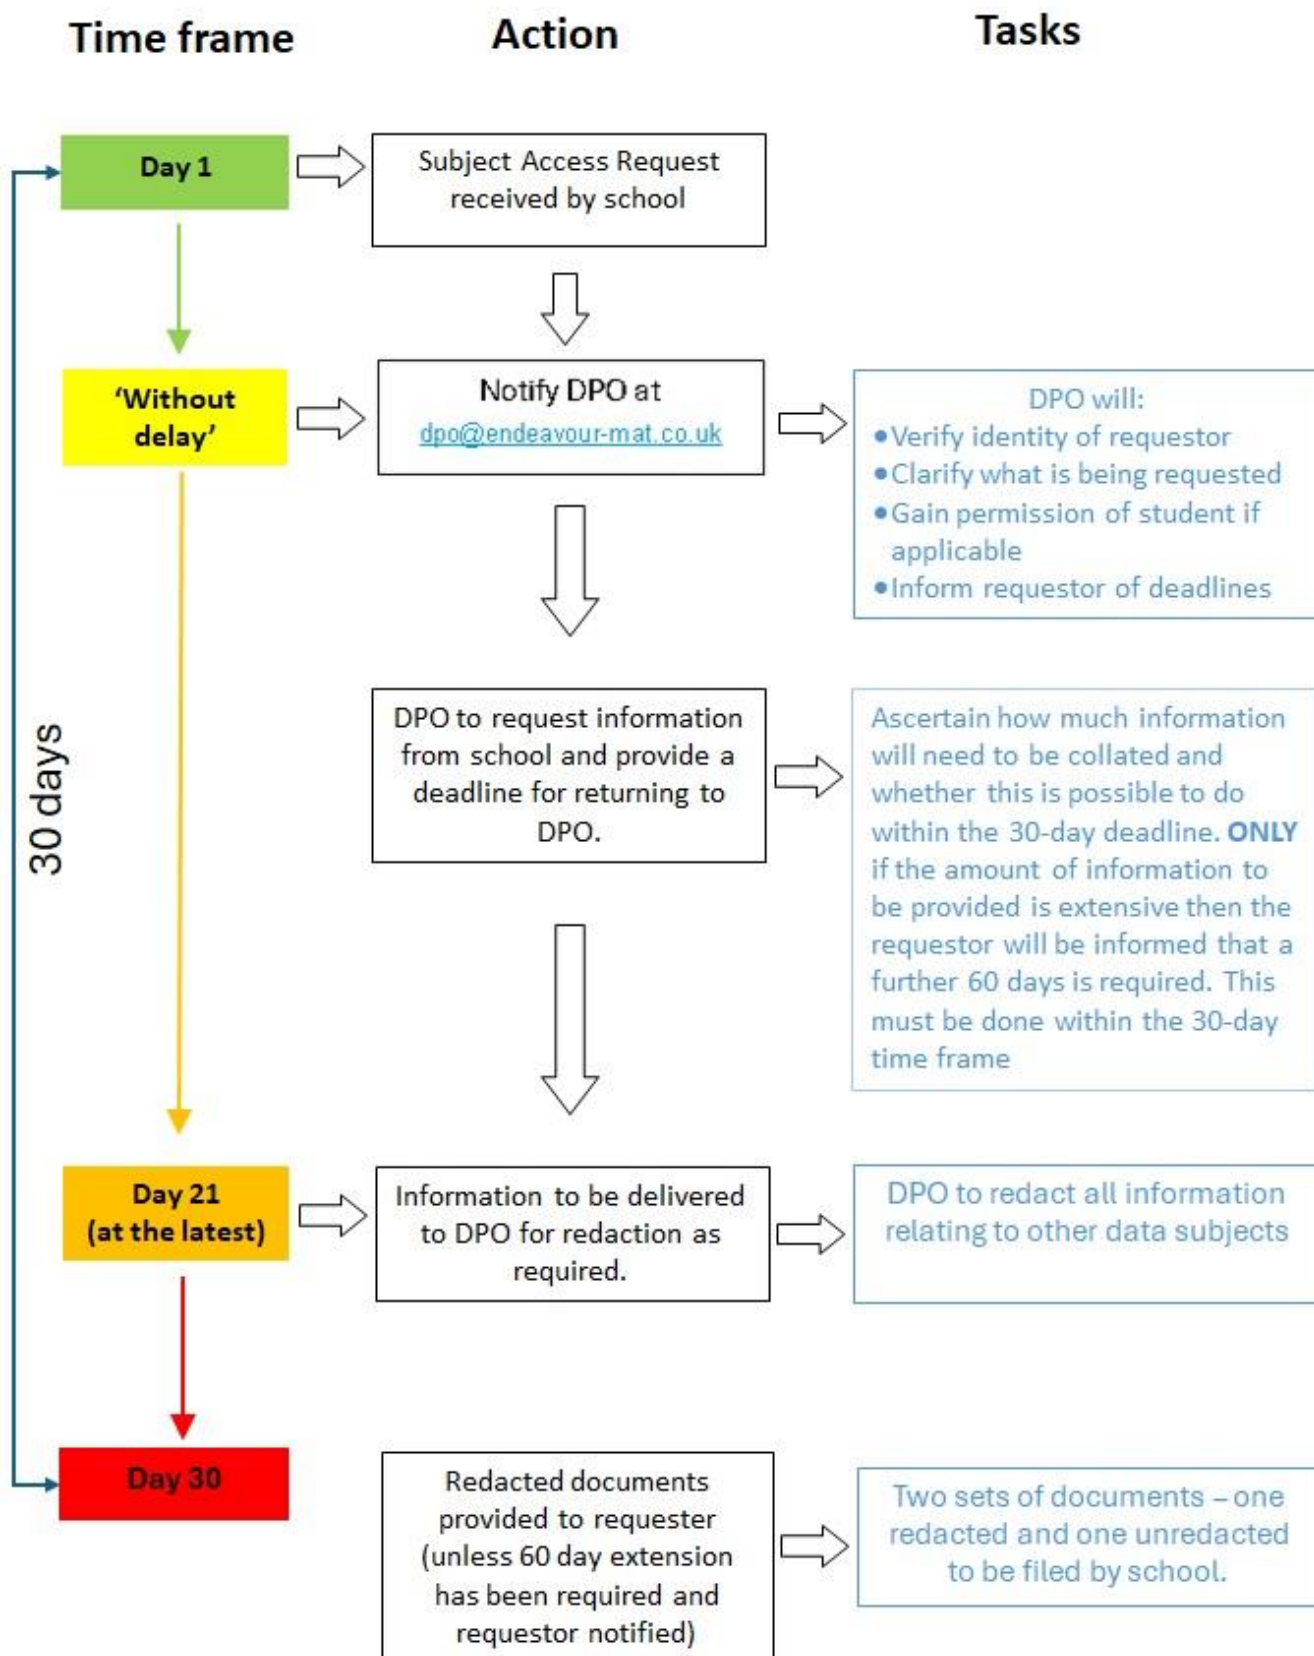 Time frame
Action
Tasks
Day 1
Subject Access Request
received by school
‘Without
delay’
Notify DPO at
dpo@endeavour-mat.co.uk
DPO will:
•Verify identity of requestor
•Clarify what is being requested
•Gain permission of student if
applicable
•Inform requestor of deadlines
30 days
DPO to request information
from school and provide a
deadline for returning to
DPO.
Ascertain how much information
will need to be collated and
whether this is possible to do
within the 30-day deadline. ONLY
if the amount of information to
be provided is extensive then the
requestor will be informed that a
further 60 days is required. This
must be done within the 30-day
time frame
Day 21
(at the latest)
Information to be delivered
to DPO for redaction as
required.
DPO to redact all information
relating to other data subjects
Day 30
Redacted documents
provided to requester
(unless 60 day extension
has been required and
requestor notified)
Two sets of documents – one
redacted and one unredacted
to be filed by school.